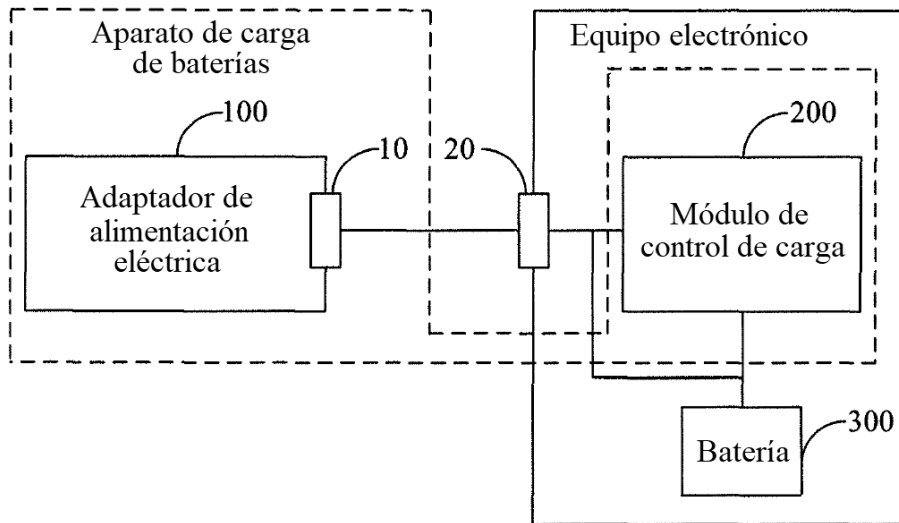 Aparato de carga
de baterías
Equipo electrónico
100
10
20
200
Adaptador de
alimentación
eléctrica
Módulo de
control de carga
300
Batería